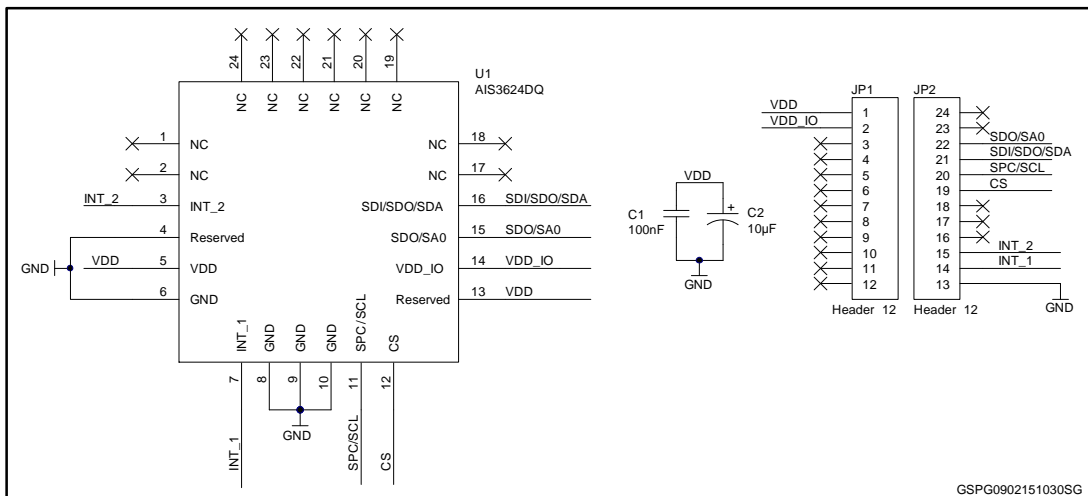 24
23
22
21
20
19
NC
NC
NC
NC
NC
NC
U1
AIS3624DQ
1
NC
2
NC
INT_2
3
INT_2
4
Reserved
GND
VDD
5
VDD
6
GND
NC
18
NC
17
SDI/SDO/SDA
16
SDI/SDO/SDA
SDO/SA0
15
SDO/SA0
VDD_IO
14
VDD_IO
Reserved
13
VDD
INT_1
GND
GND
GND
SPC/SCL
CS
7
8
9
10
11
12
GND
INT_1
SPC/SCL
CS
VDD
C1
100nF
+
C2
10µF
GND
JP1
VDD
1
VDD_IO
2
3
4
5
6
7
8
9
10
11
12
Header 12
JP2
24
23
22
SDO/SA0
21
SDI/SDO/SDA
20
SPC/SCL
19
CS
18
17
16
15
INT_2
14
INT_1
13
GND
Header 12
GSPG0902151030SG